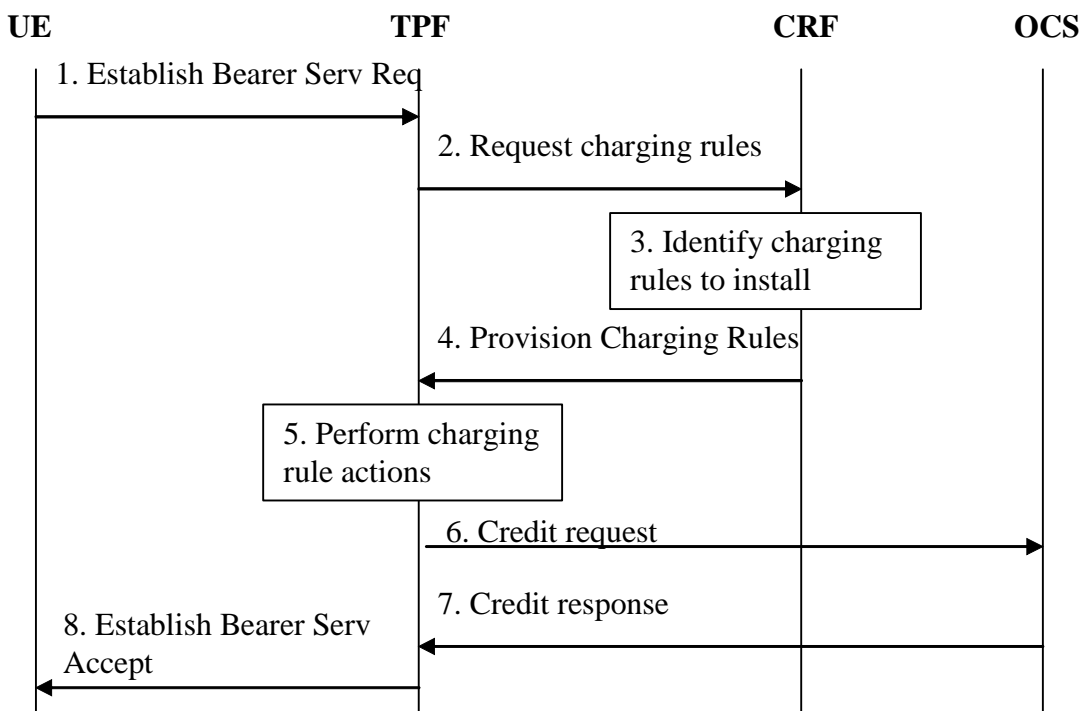 UE TPF CRF OCS
1. Establish Bearer Serv Req
2. Request charging rules
3. Identify charging
rules to install
4. Provision Charging Rules
5. Perform charging
rule actions
6. Credit request
7. Credit response
8. Establish Bearer Serv
Accept